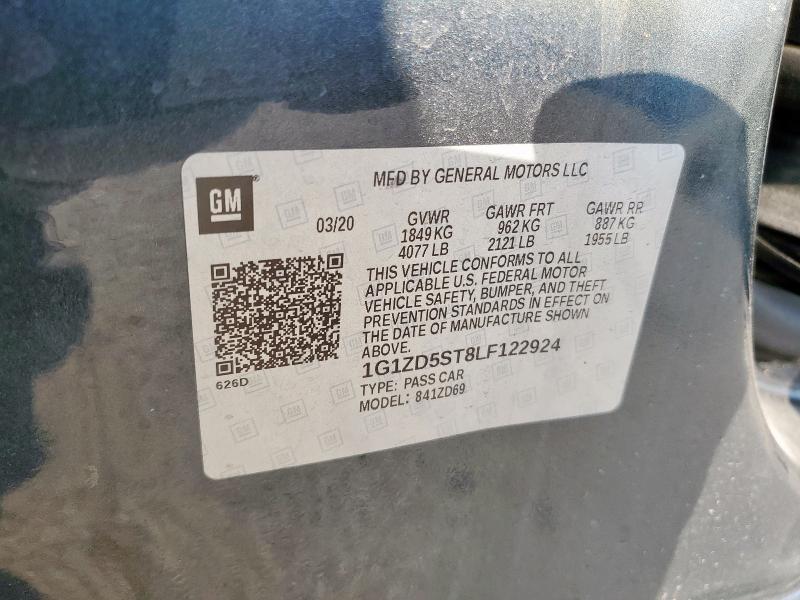 GM
MFD BY GENERAL MOTORS LLC
03/20
GVWR
1849 KG
4077 LB
GAWR FRT
962 KG
2121 LB
GAWR RR
887 KG
1955 LB
THIS VEHICLE CONFORMS TO ALL
APPLICABLE U.S. FEDERAL MOTOR
VEHICLE SAFETY, BUMPER, AND THEFT
PREVENTION STANDARDS IN EFFECT ON
THE DATE OF MANUFACTURE SHOWN
ABOVE.
1G1ZD5ST8LF122924
TYPE: PASS CAR
MODEL: 841ZD69
626D